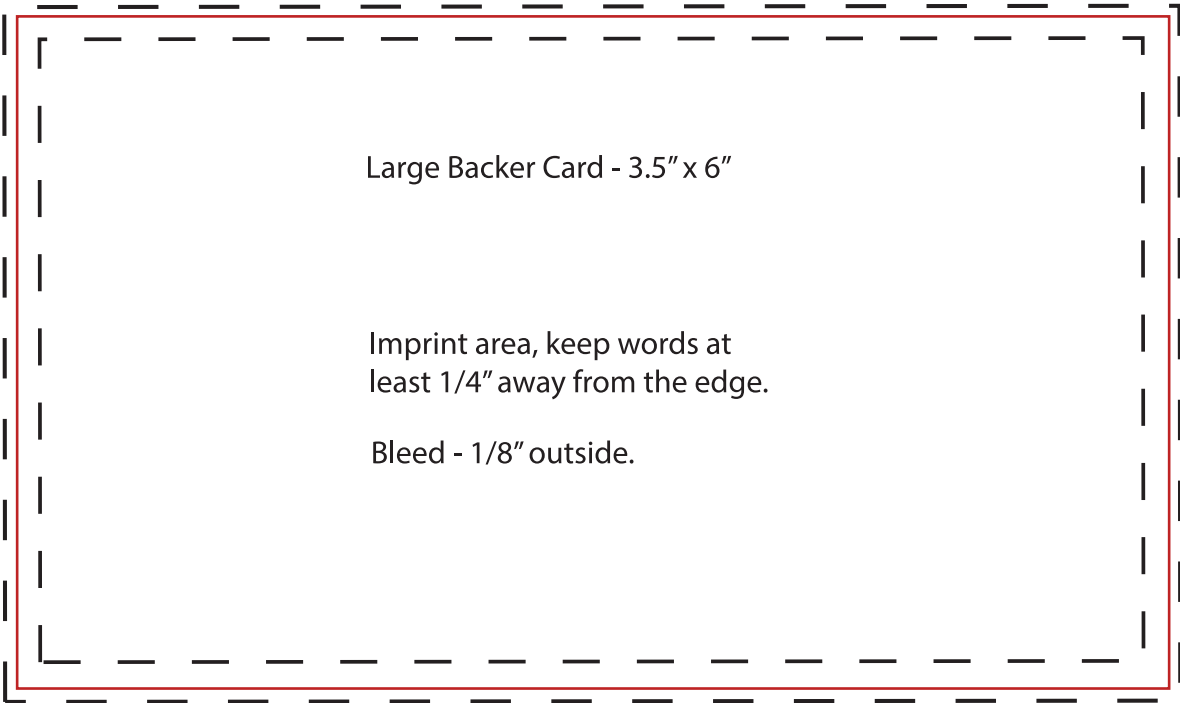 Large Backer Card - 3.5” x 6”
Imprint area, keep words at
least 1/4” away from the edge.
Bleed - 1/8” outside.